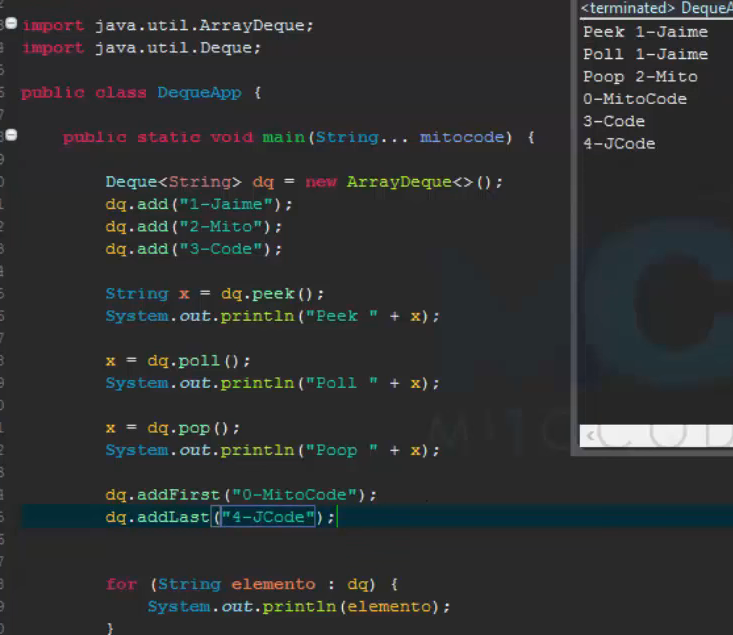 import java.util.ArrayDeque;
import java.util.Deque;
public class DequeApp {
public static void main(String... mitocode) {
Deque<String> dq = new ArrayDeque<>();
dq.add("1-Jaime");
dq.add("2-Mito");
dq.add("3-Code");
String x = dq.peek();
System.out.println("Peek " + x);
x = dq.poll();
System.out.println("Poll " + x);
x = dq.pop();
System.out.println("Poop " + x);
dq.addFirst("0-MitoCode");
dq.addLast("4-JCode");
for (String elemento : dq) {
System.out.println(elemento);
}
<terminated> DequeA
Peek 1-Jaime
Poll 1-Jaime
Poop 2-Mito
0-MitoCode
3-Code
4-JCode
MC
MITOCOD